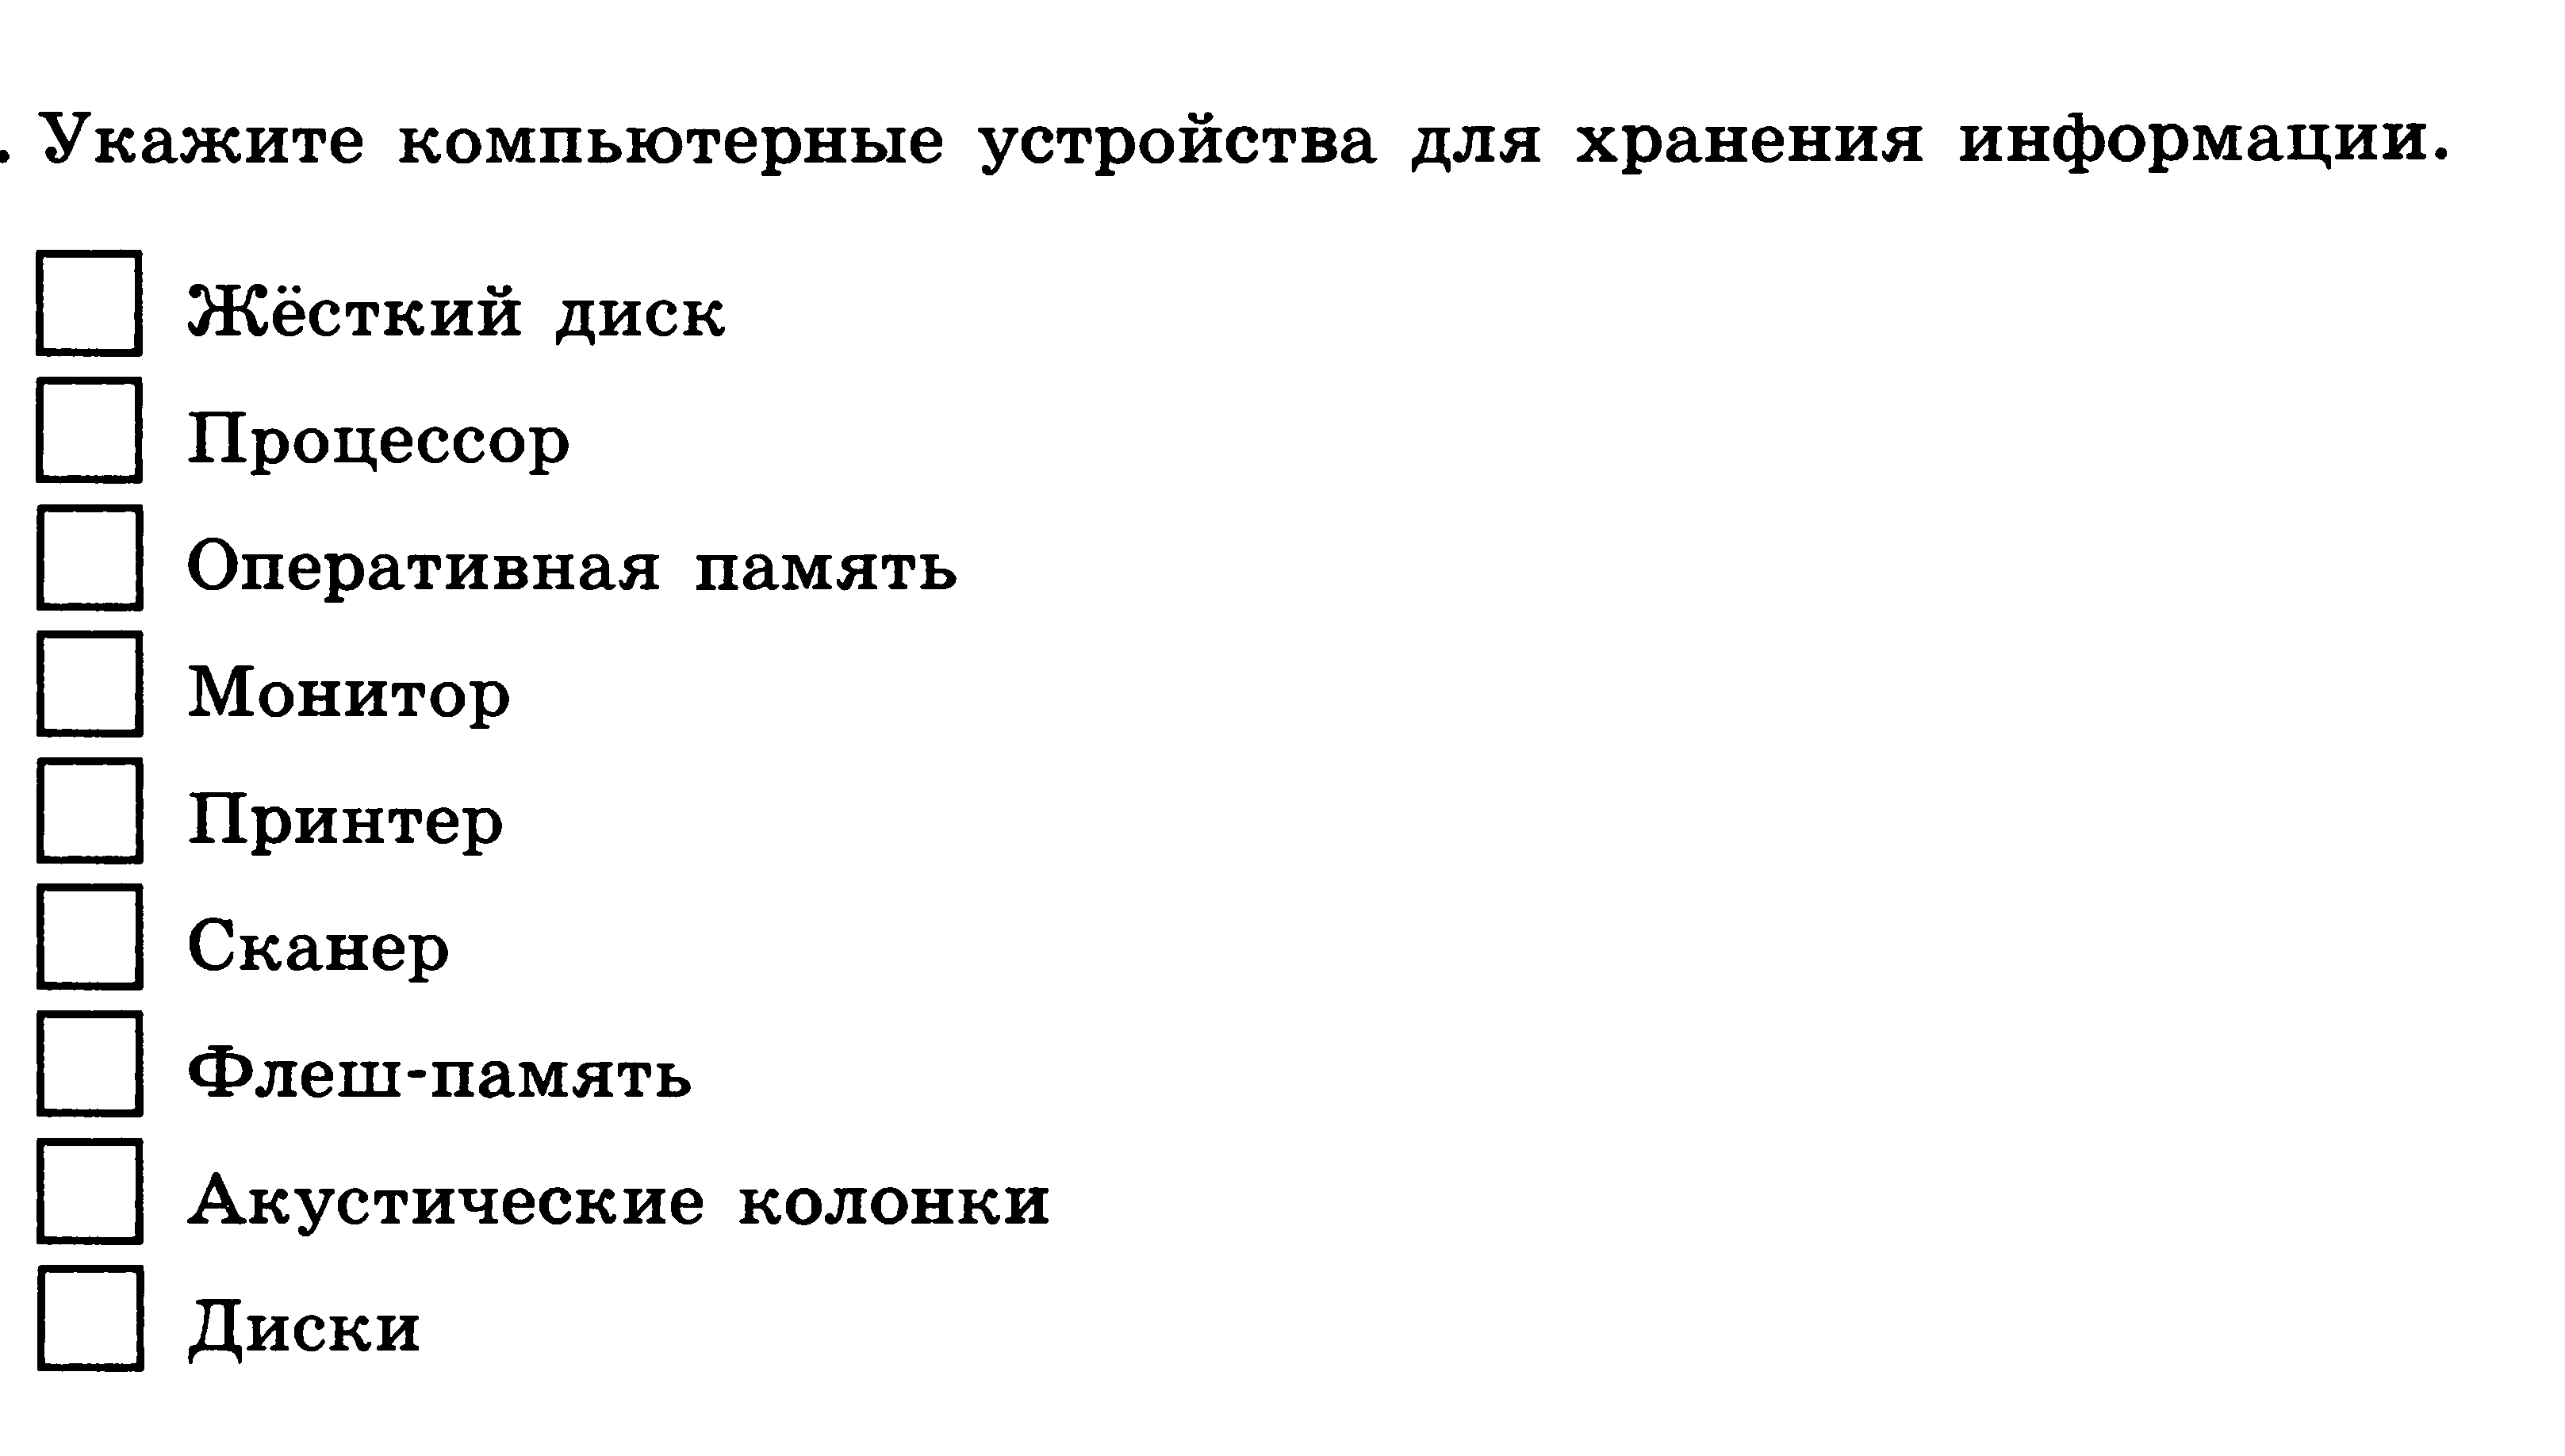 . Укажите компьютерные устройства для хранения информации.
Жёсткий диск
Процессор
Оперативная память
Монитор
Принтер
Сканер
Флеш-память
Акустические колонки
Диски